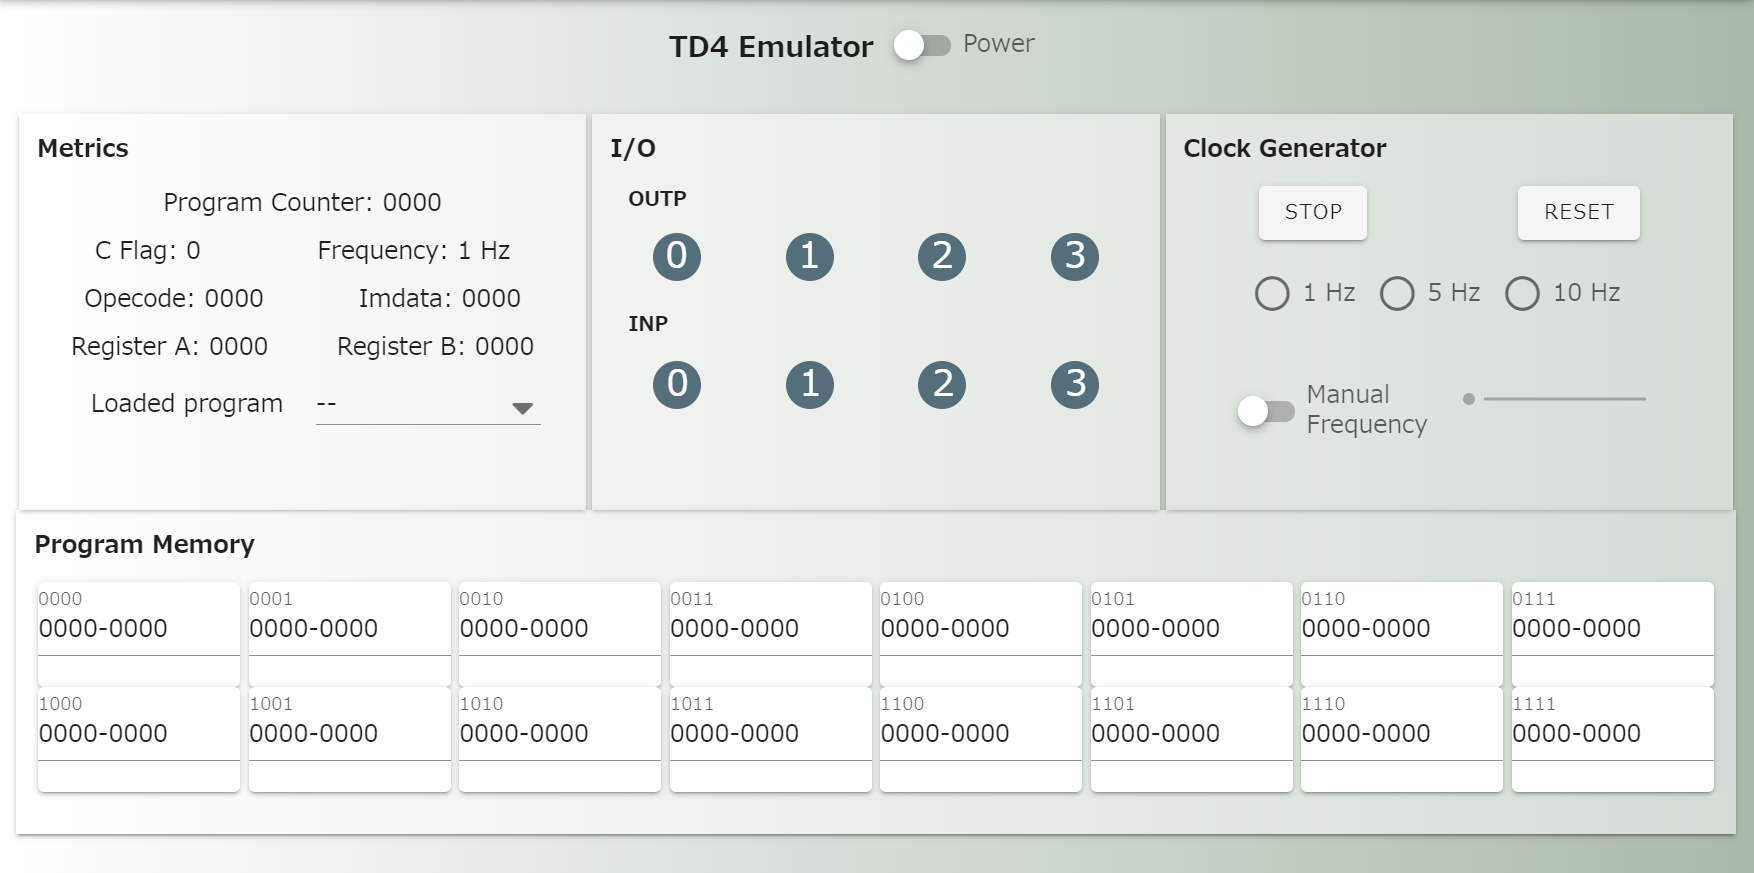 TD4 Emulator Power
Metrics
Program Counter: 0000
C Flag: 0 Frequency: 1 Hz
Opecode: 0000 Imdata: 0000
Register A: 0000 Register B: 0000
Loaded program --
I/O
OUTP
0 1 2 3
INP
0 1 2 3
Clock Generator
STOP RESET
1 Hz 5 Hz 10 Hz
Manual
Frequency
Program Memory
0000 0001 0010 0011 0100 0101 0110 0111
0000-0000 0000-0000 0000-0000 0000-0000 0000-0000 0000-0000 0000-0000 0000-0000
1000 1001 1010 1011 1100 1101 1110 1111
0000-0000 0000-0000 0000-0000 0000-0000 0000-0000 0000-0000 0000-0000 0000-0000